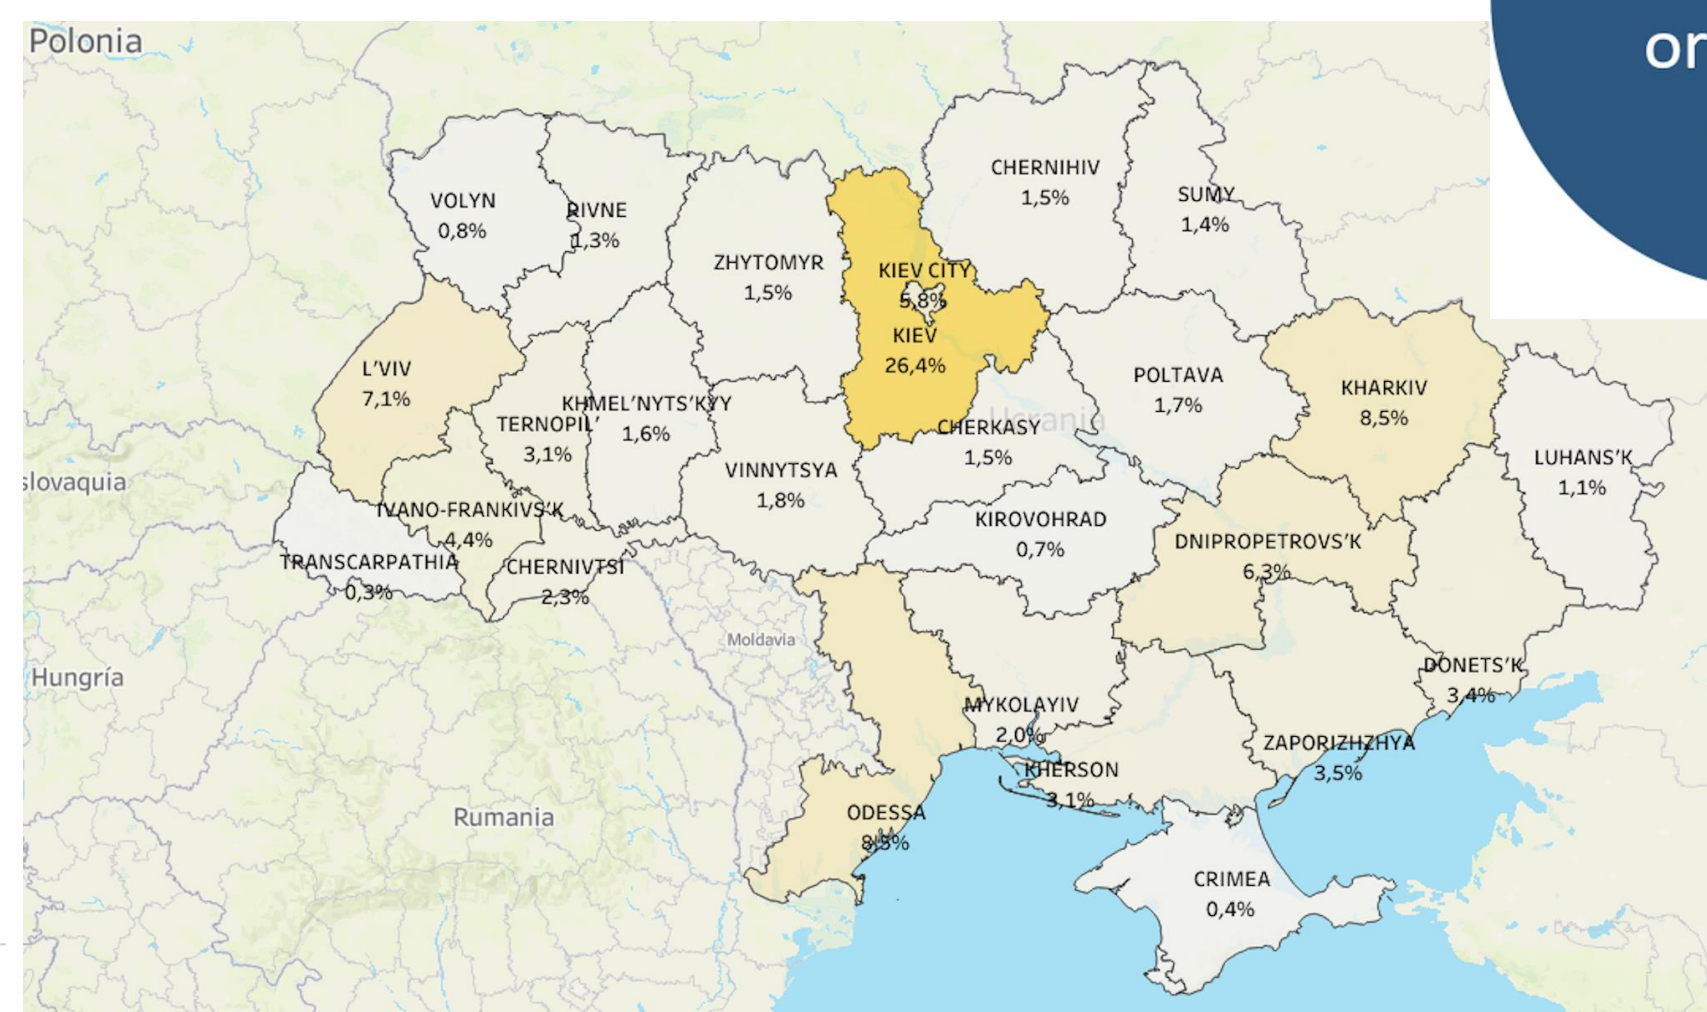 Polonia
or
CHERNIHIV
1,5%
SUMY
1,4%
VOLYN
0,8%
RIVNE
1,3%
ZHYTOMYR
1,5%
KIEV CITY
5,8%
KIEV
26,4%
L'VIV
7,1%
KHMEL'NYTS'KYY
1,6%
TERNOPIL'
3,1%
POLTAVA
1,7%
KHARKIV
8,5%
Ucrania
CHERKASY
1,5%
VINNYTSYA
1,8%
LUHANS'K
1,1%
slovaquia
IVANO-FRANKIVS'K
4,4%
KIROVOHRAD
0,7%
DNIPROPETROVS'K
6,3%
TRANSCARPATHIA
0,3%
CHERNIVTSI
2,3%
Moldavia
Hungría
DONETS'K
3,4%
MYKOLAYIV
2,0%
ZAPORIZHZHYA
3,5%
KHERSON
3,1%
Rumania
ODESSA
CRIMEA
0,4%